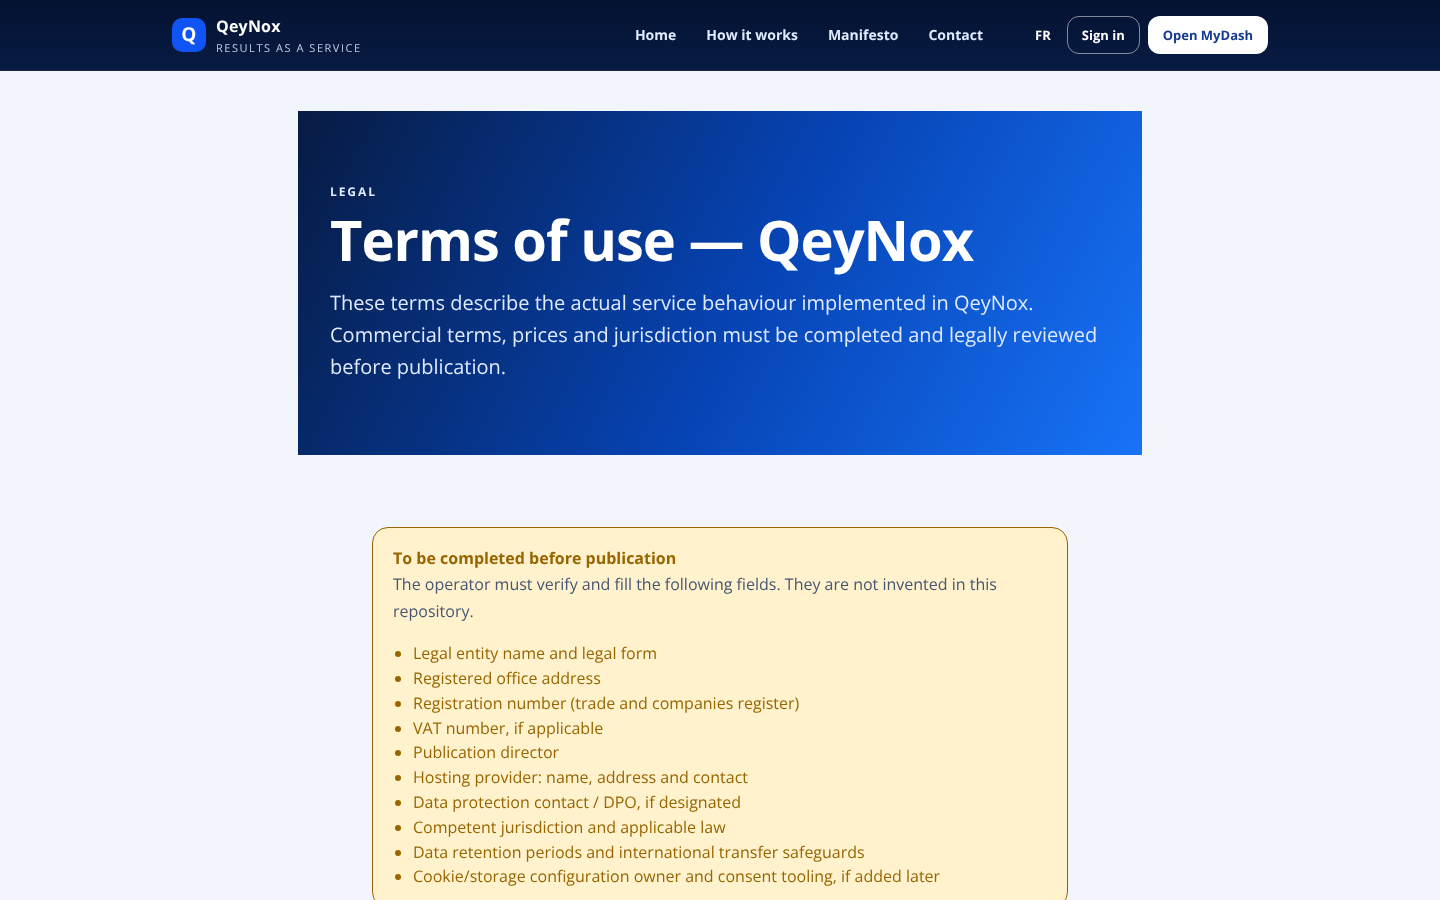 Q
QeyNox
RESULTS AS A SERVICE
Home
How it works
Manifesto
Contact
FR
Sign in
Open MyDash
LEGAL
Terms of use — QeyNox
These terms describe the actual service behaviour implemented in QeyNox.
Commercial terms, prices and jurisdiction must be completed and legally reviewed
before publication.
To be completed before publication
The operator must verify and fill the following fields. They are not invented in this
repository.
• Legal entity name and legal form
• Registered office address
• Registration number (trade and companies register)
• VAT number, if applicable
• Publication director
• Hosting provider: name, address and contact
• Data protection contact / DPO, if designated
• Competent jurisdiction and applicable law
• Data retention periods and international transfer safeguards
• Cookie/storage configuration owner and consent tooling, if added later